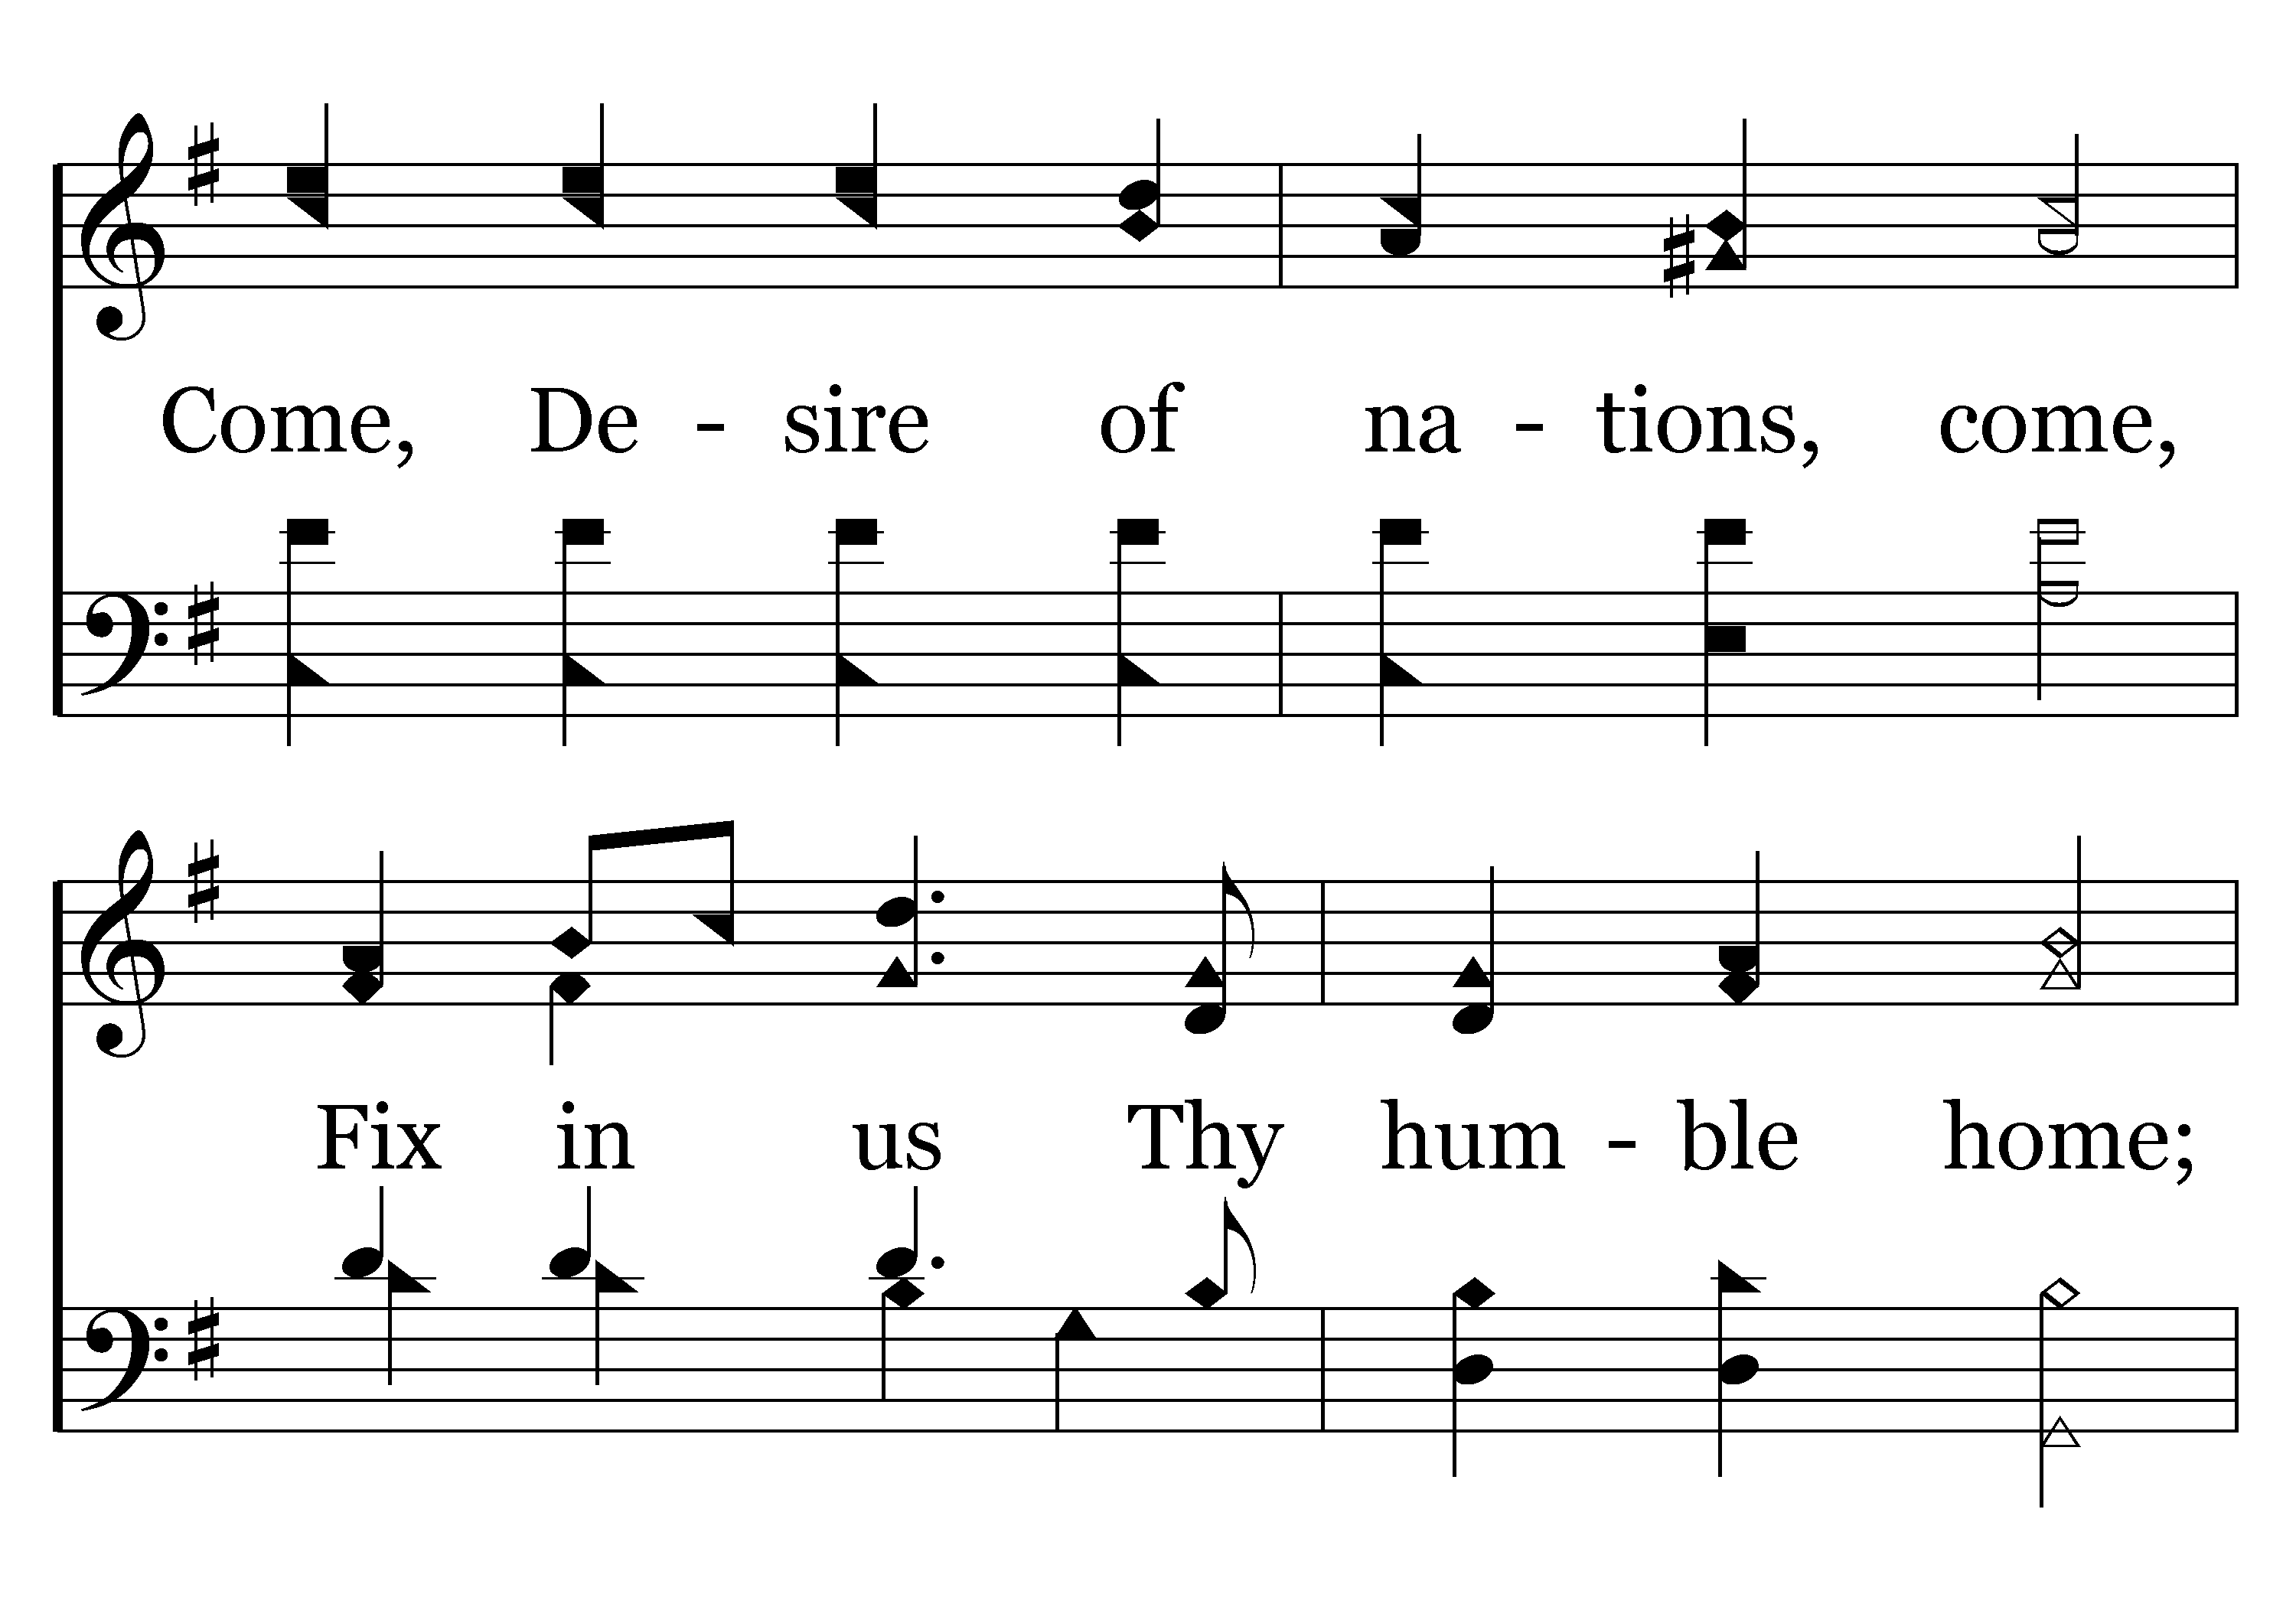 Come, De - sire of na - tions, come,
Fix in us Thy hum - ble home;